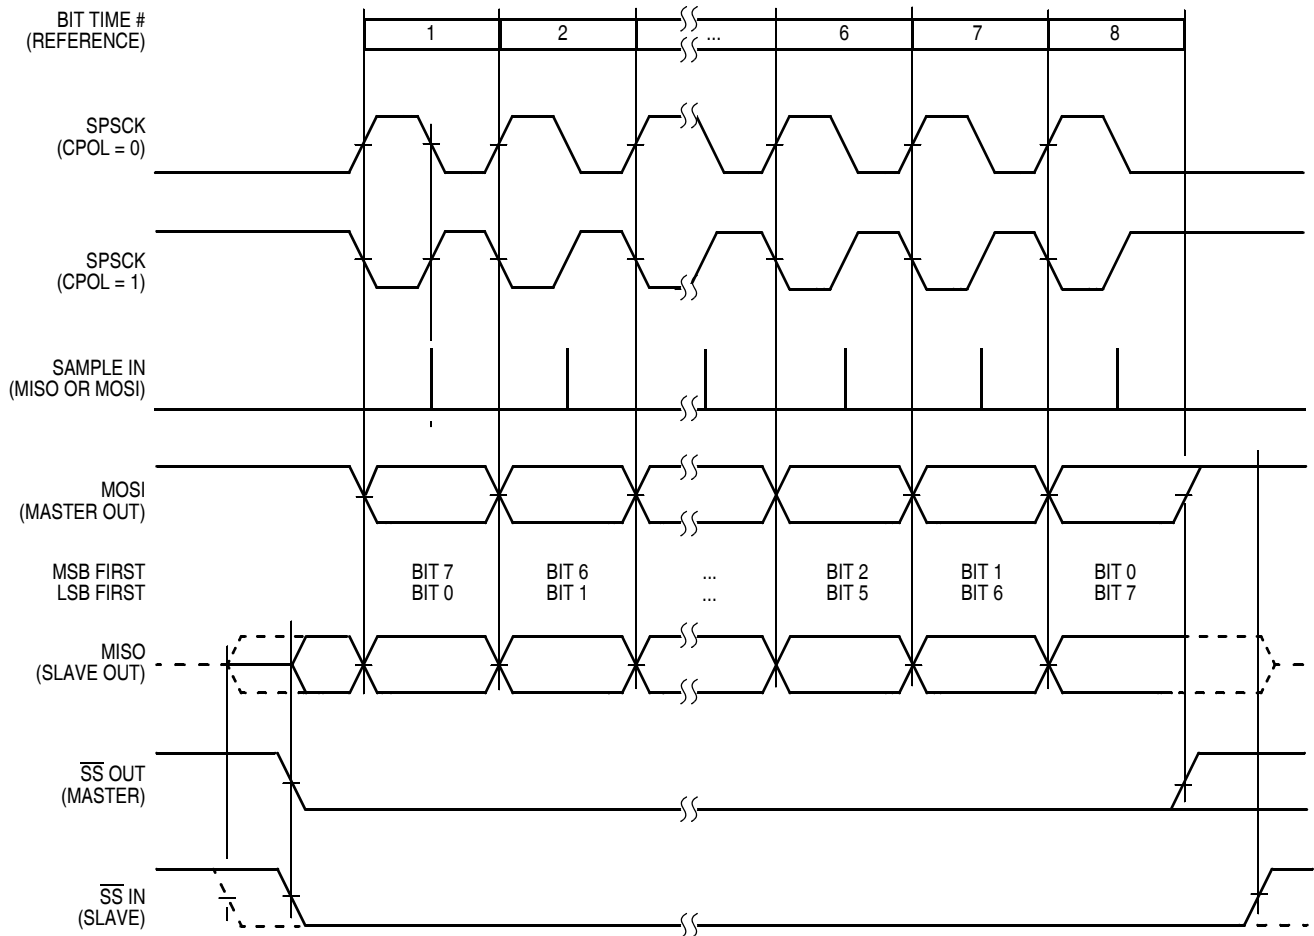 BIT TIME #
(REFERENCE)
1 2 ... 6 7 8
SPSCK
(CPOL = 0)
SPSCK
(CPOL = 1)
SAMPLE IN
(MISO OR MOSI)
MOSI
(MASTER OUT)
MSB FIRST BIT 7 BIT 6 ... BIT 2 BIT 1 BIT 0
LSB FIRST BIT 0 BIT 1 ... BIT 5 BIT 6 BIT 7
MISO
(SLAVE OUT)
S̅S̅ OUT
(MASTER)
S̅S̅ IN
(SLAVE)